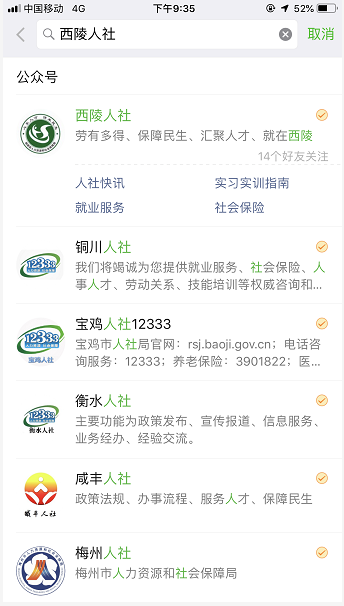 中国移动 4G 下午9:35 52%
西陵人社 取消
公众号
西陵人社
劳有多得、保障民生、汇聚人才、就在西陵
14个好友关注
人社快讯 实习实训指南
就业服务 社会保险
铜川人社
12333
我们将竭诚为您提供就业服务、社会保险、人
事人才、劳动关系、技能培训等权威咨询和...
宝鸡人社12333
12333
宝鸡人社
宝鸡市人社局官网：rsj.baoji.gov.cn；电话咨
询服务：12333；养老保险：3901822；医...
衡水人社
12333
衡水人社
主要功能为政策发布、宣传报道、信息服务、
业务经办、经验交流。
咸丰人社
咸丰人社
政策法规、办事流程、服务人才、保障民生
梅州人社
梅州市人力资源和社会保障局